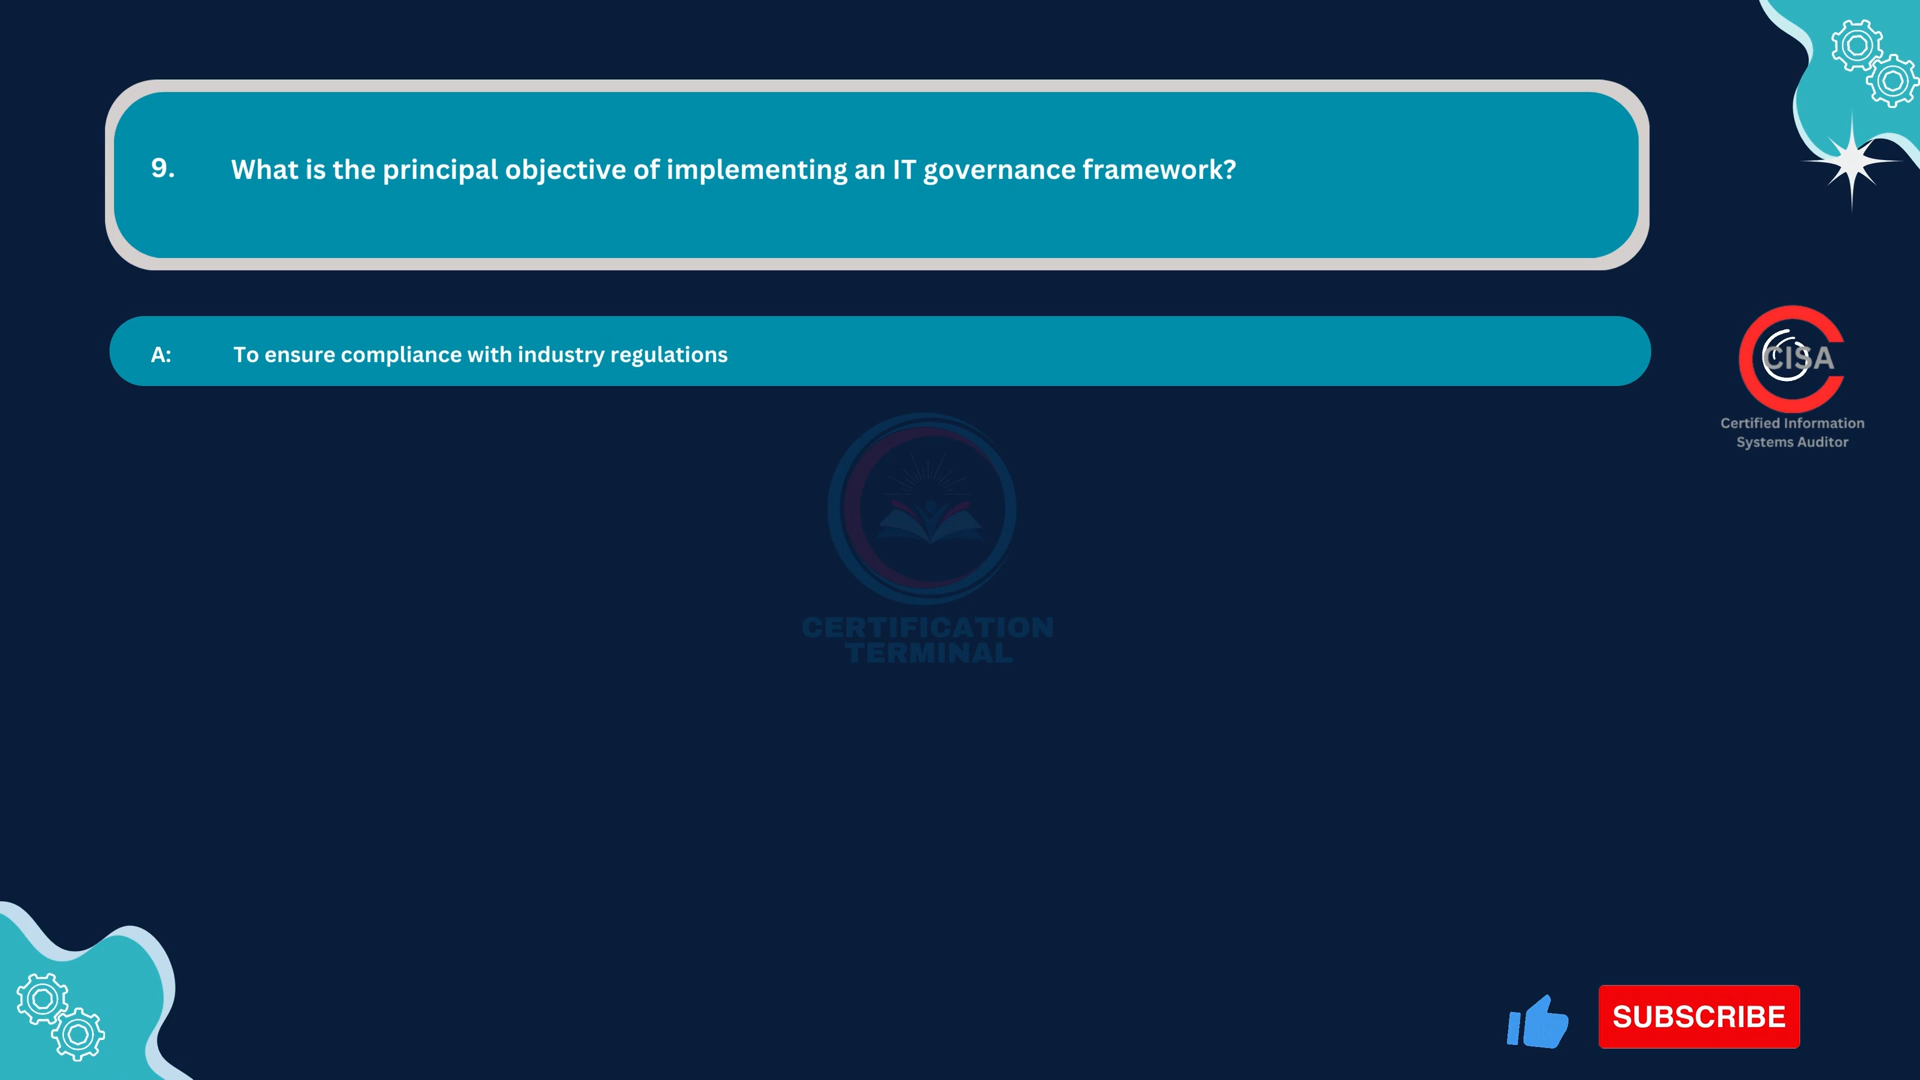 9. What is the principal objective of implementing an IT governance framework?
A: To ensure compliance with industry regulations
CISA
Certified Information
Systems Auditor
CERTIFICATION
TERMINAL
SUBSCRIBE